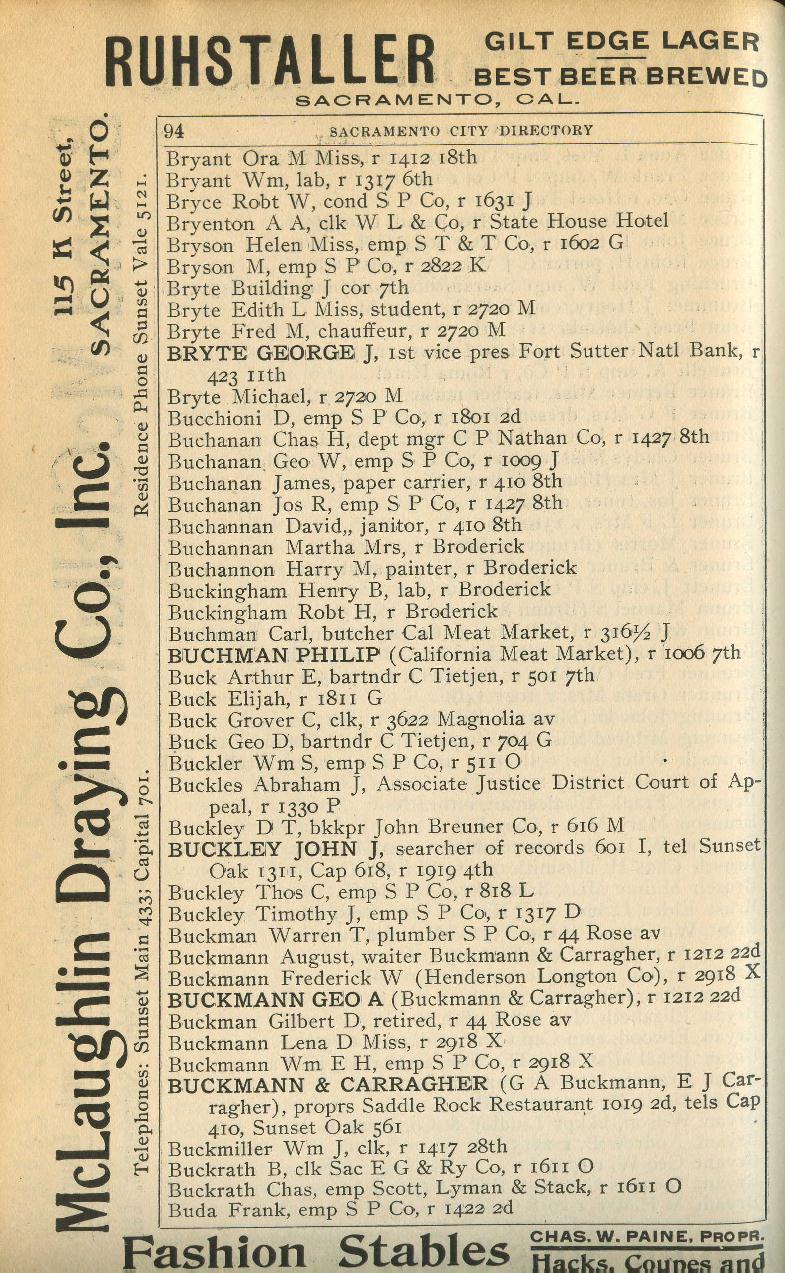 RUHSTALLER
GILT EDGE LAGER
BEST BEER BREWED
SACRAMENTO, CAL.
McLaughlin Draying Co., Inc.
115 K Street,
SACRAMENTO.
Telephones: Sunset Main 433; Capital 701.
Residence Phone Sunset Vale 5121.
94 SACRAMENTO CITY DIRECTORY
Bryant Ora M Miss, r 1412 18th
Bryant Wm, lab, r 1317 6th
Bryce Robt W, cond S P Co, r 1631 J
Bryenton A A, clk W L & Co, r State House Hotel
Bryson Helen Miss, emp S T & T Co, r 1602 G
Bryson M, emp S P Co, r 2822 K
Bryte Building J cor 7th
Bryte Edith L Miss, student, r 2720 M
Bryte Fred M, chauffeur, r 2720 M
BRYTE GEORGE J, 1st vice pres Fort Sutter Natl Bank, r
423 11th
Bryte Michael, r 2720 M
Bucchioni D, emp S P Co, r 1801 2d
Buchanan Chas H, dept mgr C P Nathan Co, r 1427 8th
Buchanan Geo W, emp S P Co, r 1009 J
Buchanan James, paper carrier, r 410 8th
Buchanan Jos R, emp S P Co, r 1427 8th
Buchannan David,, janitor, r 410 8th
Buchannan Martha Mrs, r Broderick
Buchannon Harry M, painter, r Broderick
Buckingham Henry B, lab, r Broderick
Buckingham Robt H, r Broderick
Buchman Carl, butcher Cal Meat Market, r 316½ J
BUCHMAN PHILIP (California Meat Market), r 1006 7th
Buck Arthur E, bartndr C Tietjen, r 501 7th
Buck Elijah, r 1811 G
Buck Grover C, clk, r 3622 Magnolia av
Buck Geo D, bartndr C Tietjen, r 704 G
Buckler Wm S, emp S P Co, r 511 O
Buckles Abraham J, Associate Justice District Court of Ap-
peal, r 1330 P
Buckley D T, bkkpr John Breuner Co, r 616 M
BUCKLEY JOHN J, searcher of records 601 I, tel Sunset
Oak 1311, Cap 618, r 1919 4th
Buckley Thos C, emp S P Co, r 818 L
Buckley Timothy J, emp S P Co, r 1317 D
Buckman Warren T, plumber S P Co, r 44 Rose av
Buckmann August, waiter Buckmann & Carragher, r 1212 22d
Buckmann Frederick W (Henderson Longton Co), r 2918 X
BUCKMANN GEO A (Buckmann & Carragher), r 1212 22d
Buckman Gilbert D, retired, r 44 Rose av
Buckmann Lena D Miss, r 2918 X
Buckmann Wm E H, emp S P Co, r 2918 X
BUCKMANN & CARRAGHER (G A Buckmann, E J Car-
ragher), proprs Saddle Rock Restaurant 1019 2d, tels Cap
410, Sunset Oak 561
Buckmiller Wm J, clk, r 1417 28th
Buckrath B, clk Sac E G & Ry Co, r 1611 O
Buckrath Chas, emp Scott, Lyman & Stack, r 1611 O
Buda Frank, emp S P Co, r 1422 2d
Fashion Stables
CHAS. W. PAINE, PROPR.
Hacks, Coupes and